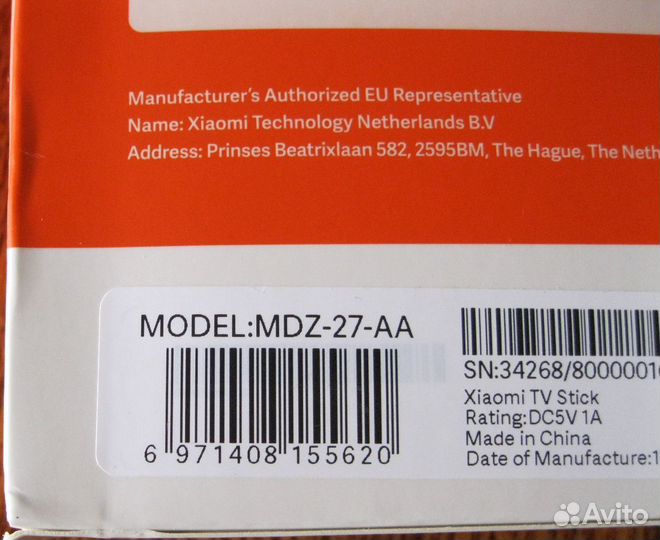 Manufacturer's Authorized EU Representative
Name: Xiaomi Technology Netherlands B.V
Address: Prinses Beatrixlaan 582, 2595BM, The Hague, The Neth
MODEL:MDZ-27-AA
6 971408 155620
SN:34268/8000001
Xiaomi TV Stick
Rating:DC5V 1A
Made in China
Date of Manufacture:1
Avito